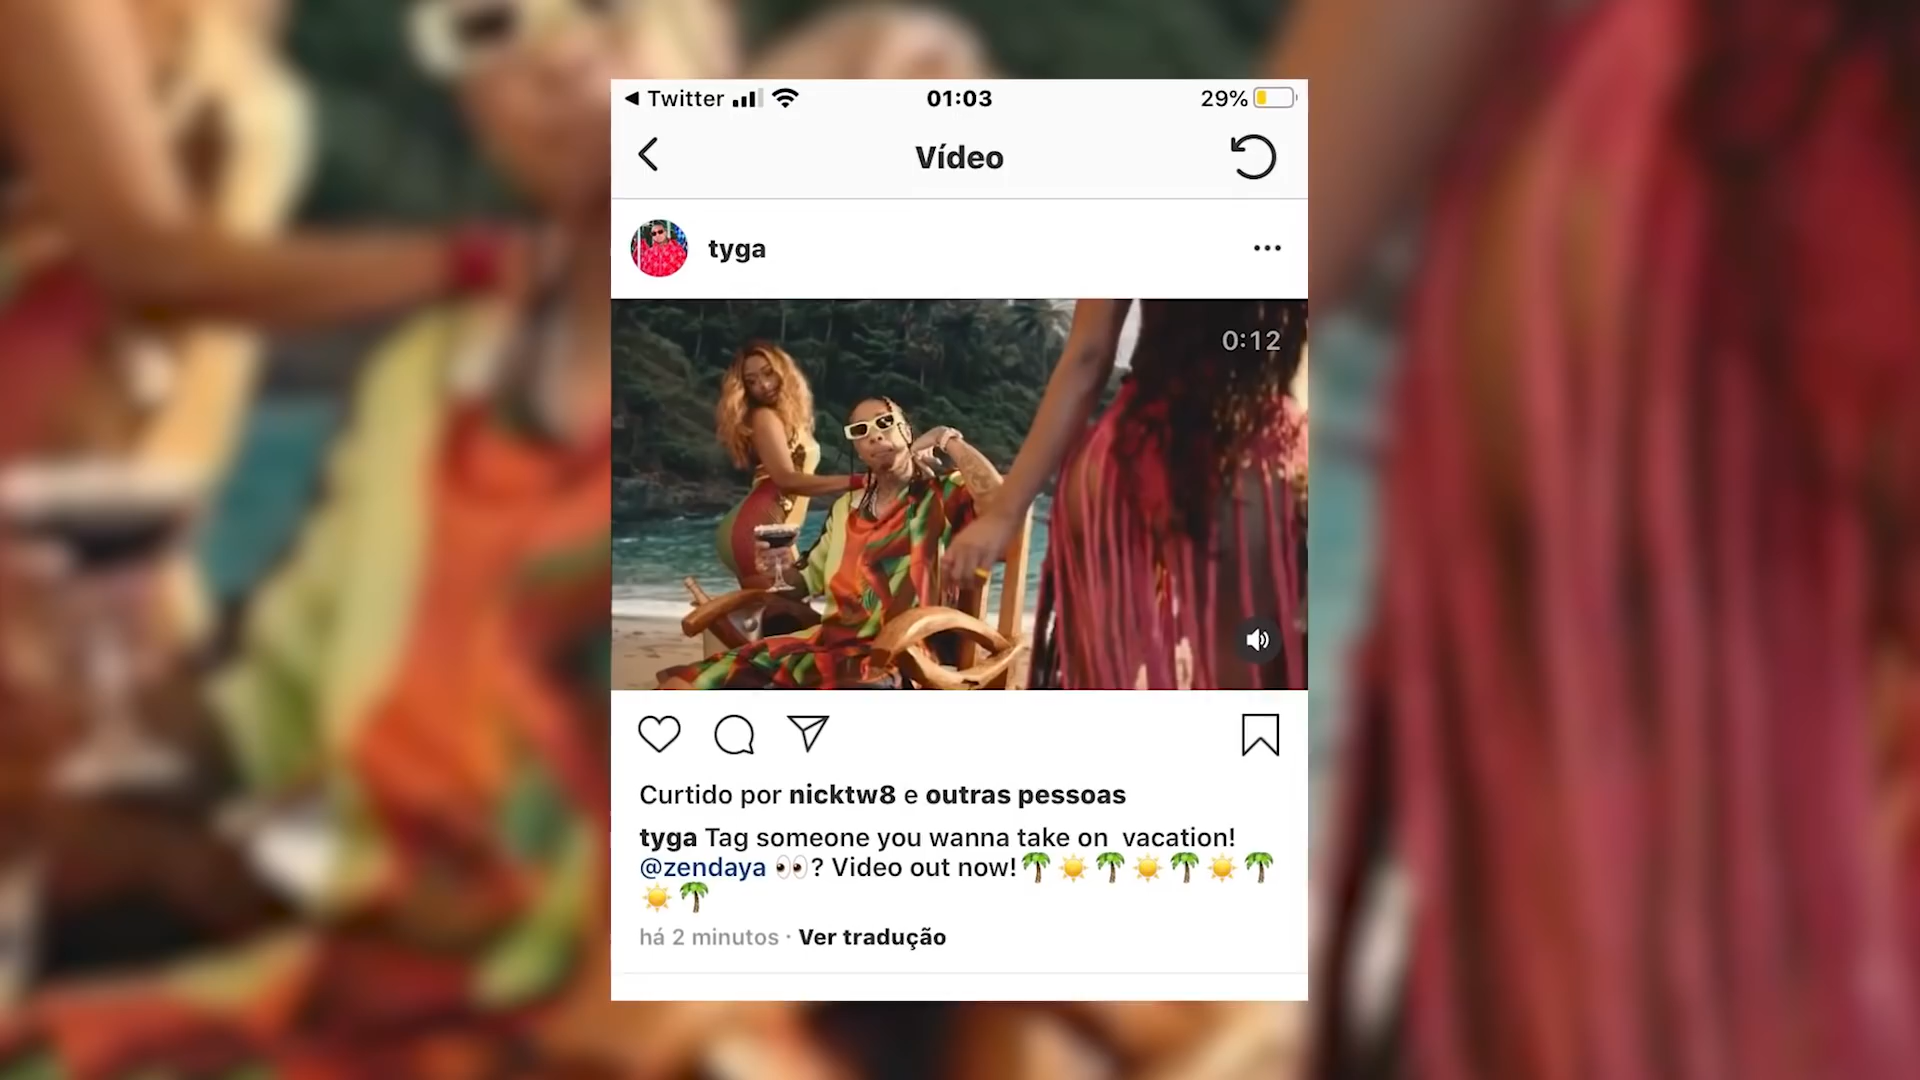 Twitter 01:03 29%
Vídeo
tyga
0:12
Curtido por nicktw8 e outras pessoas
tyga Tag someone you wanna take on vacation!
@zendaya 👀? Video out now!🌴☀️🌴☀️🌴☀️🌴
☀️🌴
há 2 minutos · Ver tradução